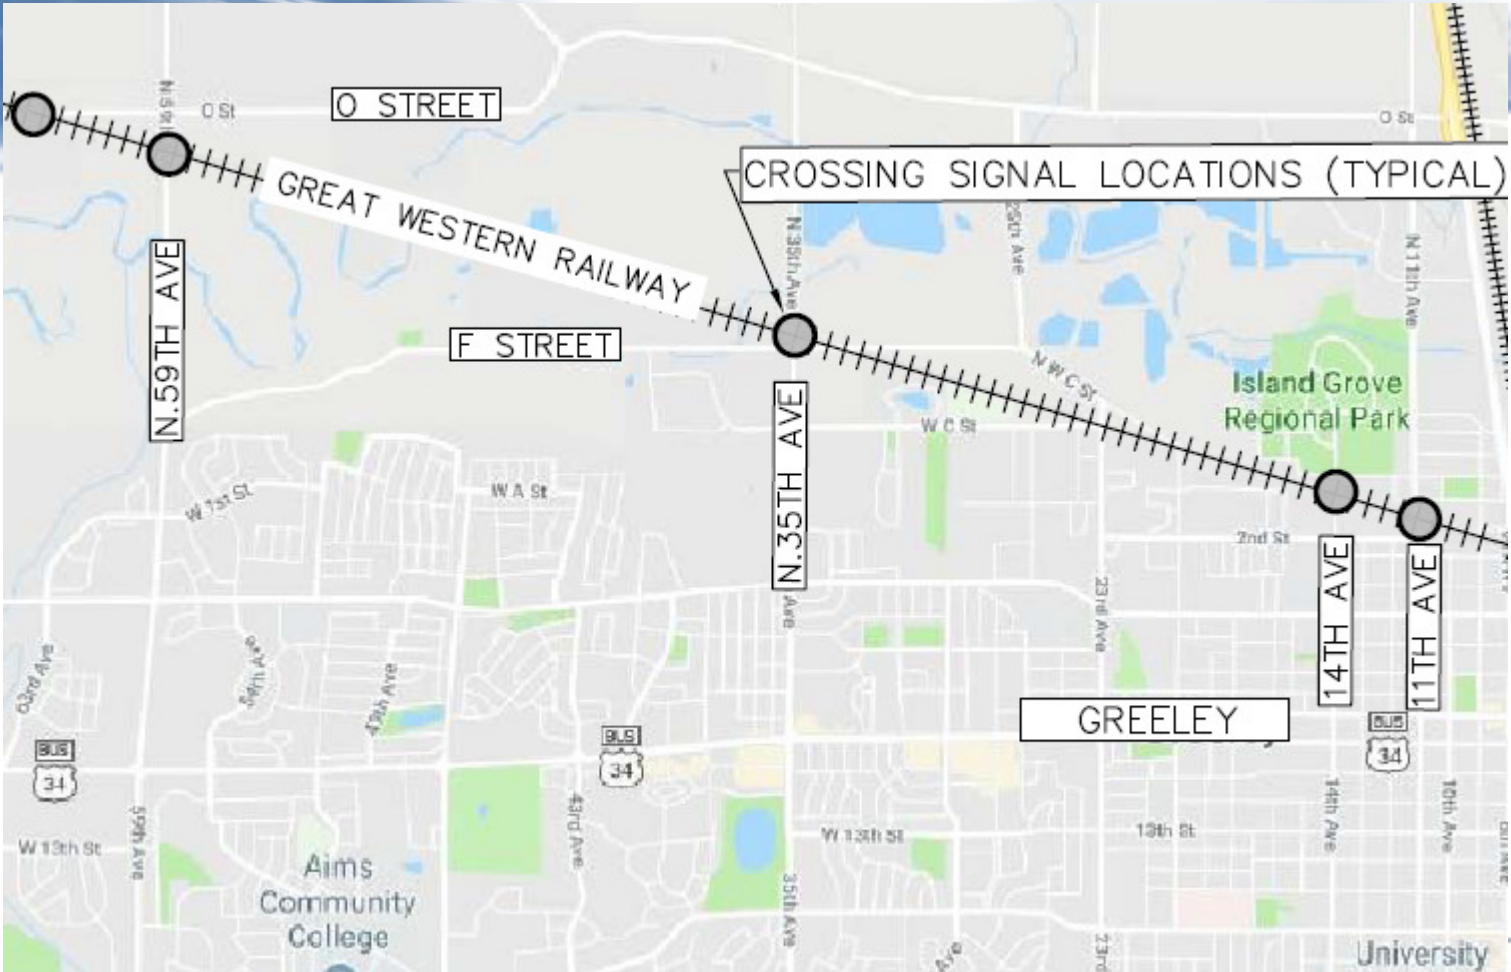 O St
O STREET
O St
CROSSING SIGNAL LOCATIONS (TYPICAL)
GREAT WESTERN RAILWAY
N 35th Ave
25th Ave
N 11th Ave
N.59TH AVE
F STREET
N W C St
Island Grove
Regional Park
N.35TH AVE
W C St
W 1st St
W A St
2nd St
14TH AVE
11TH AVE
Ave
23rd Ave
63rd Ave
49th Ave
GREELEY
BUS
34
BUS
34
BUS
34
59th Ave
43rd Ave
14th Ave
10th Ave
W 13th St
W 13th St
13th St
Aims
Community
College
35th Ave
23rd
Ave
University